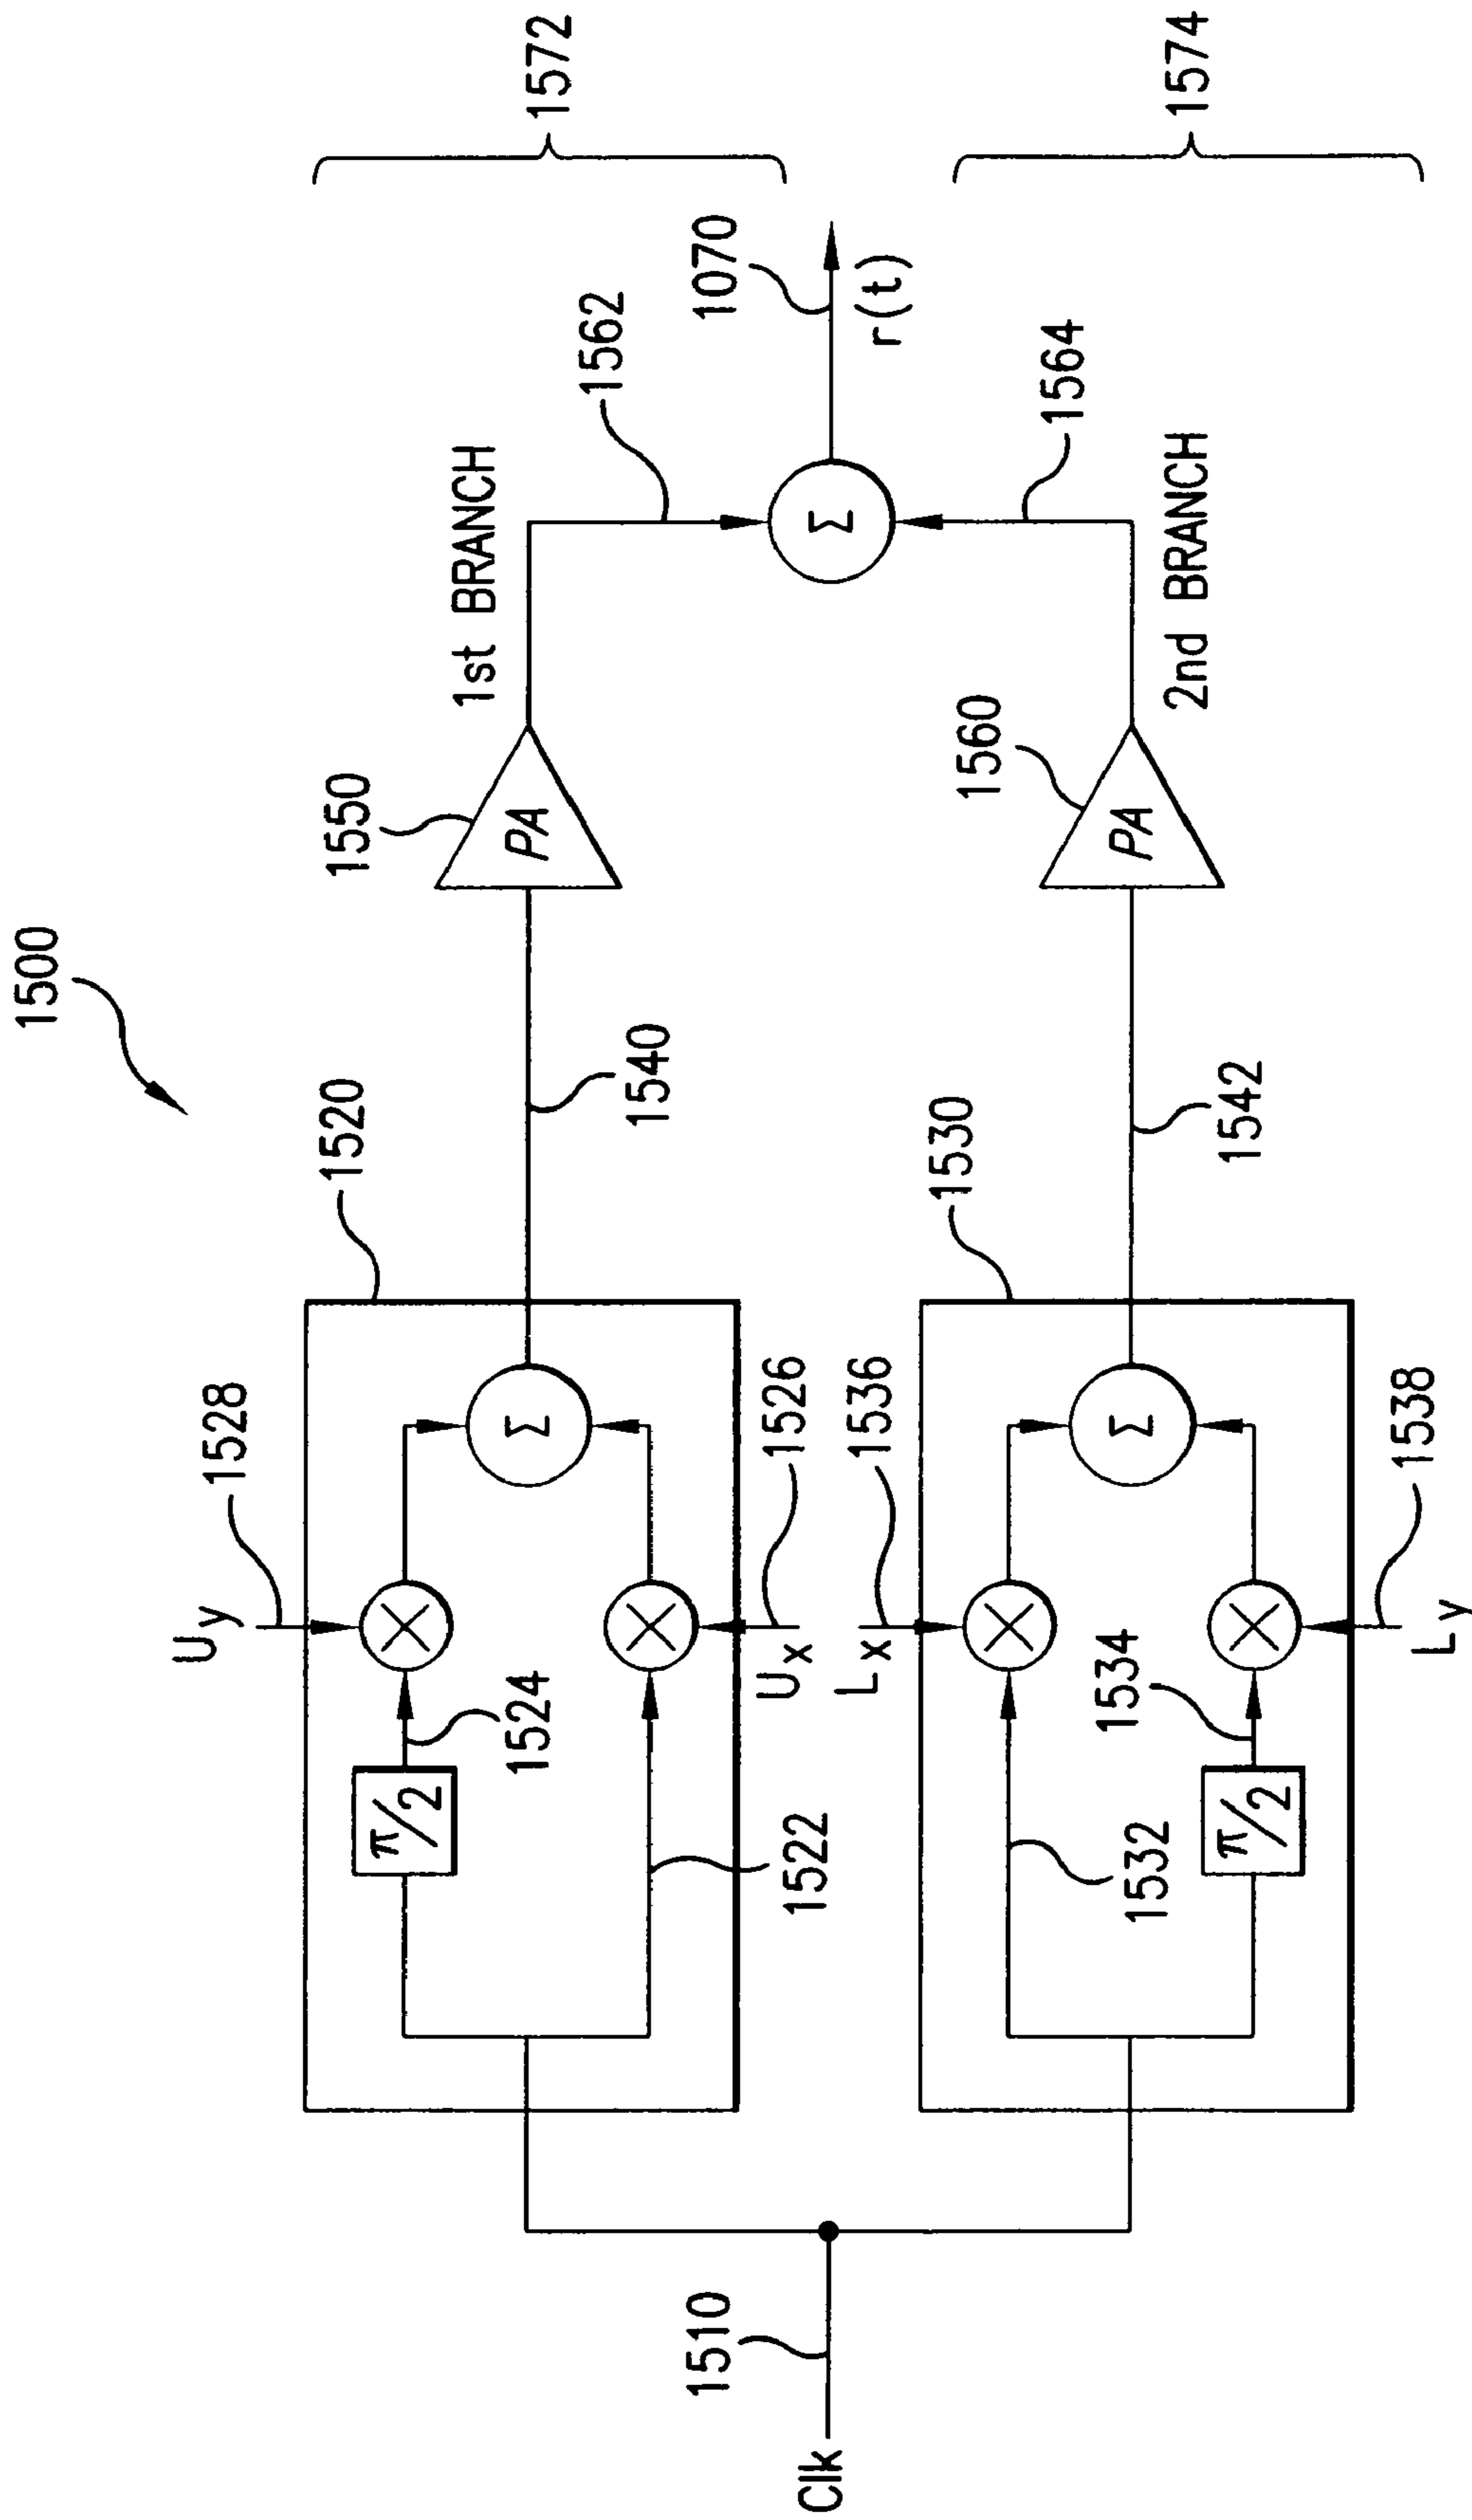 1500
1572
1574
1st BRANCH
2nd BRANCH
1550
PA
1562
1070
r(t)
Σ
1564
1560
PA
1520
1540
1530
1542
Uy
1528
π/2
1524
Σ
1522
Ux
1526
Lx
1536
1532
Σ
1534
π/2
Ly
1538
1510
Clk